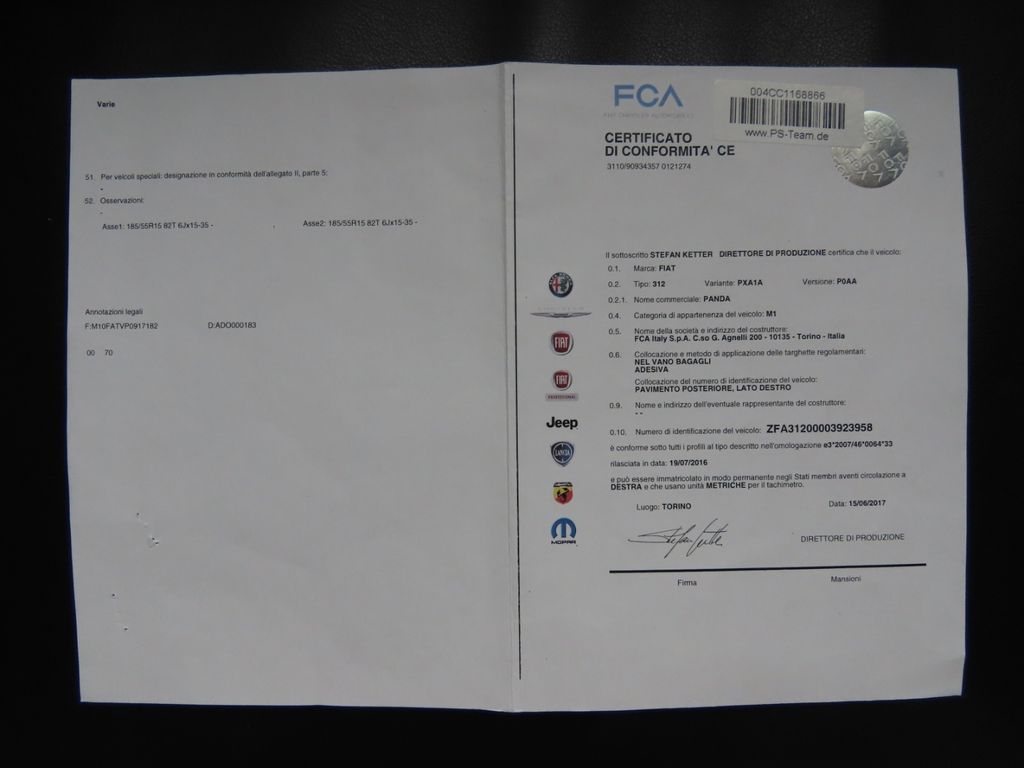 Varie
51. Per veicoli speciali: designazione in conformità dell'allegato II, parte 5:
-
52. Osservazioni:
-
Asse1: 185/55R15 82T 6Jx15-35 - Asse2: 185/55R15 82T 6Jx15-35 -
Annotazioni legali
F:M10FATVP0917182 D:ADO000183
00 70
FCA
FIAT CHRYSLER AUTOMOBILES
004CC1168866
www.PS-Team.de
CERTIFICATO
DI CONFORMITA' CE
3110/90934357 0121274
Il sottoscritto STEFAN KETTER DIRETTORE DI PRODUZIONE certifica che il veicolo:
0.1. Marca: FIAT
0.2. Tipo: 312 Variante: PXA1A Versione: P0AA
0.2.1. Nome commerciale: PANDA
0.4. Categoria di appartenenza del veicolo: M1
0.5. Nome della società e indirizzo del costruttore:
FCA Italy S.p.A. C.so G. Agnelli 200 - 10135 - Torino - Italia
0.6. Collocazione e metodo di applicazione delle targhette regolamentari:
NEL VANO BAGAGLI
ADESIVA
Collocazione del numero di identificazione del veicolo:
PAVIMENTO POSTERIORE, LATO DESTRO
0.9. Nome e indirizzo dell'eventuale rappresentante del costruttore:
- -
0.10. Numero di identificazione del veicolo: ZFA31200003923958
è conforme sotto tutti i profili al tipo descritto nell'omologazione e3*2007/46*0064*33
rilasciata in data: 19/07/2016
e può essere immatricolato in modo permanente negli Stati membri aventi circolazione a
DESTRA e che usano unità METRICHE per il tachimetro.
Luogo: TORINO Data: 15/06/2017
DIRETTORE DI PRODUZIONE
Firma Mansioni
FIAT
FIAT
PROFESSIONAL
Jeep
LANCIA
MOPAR